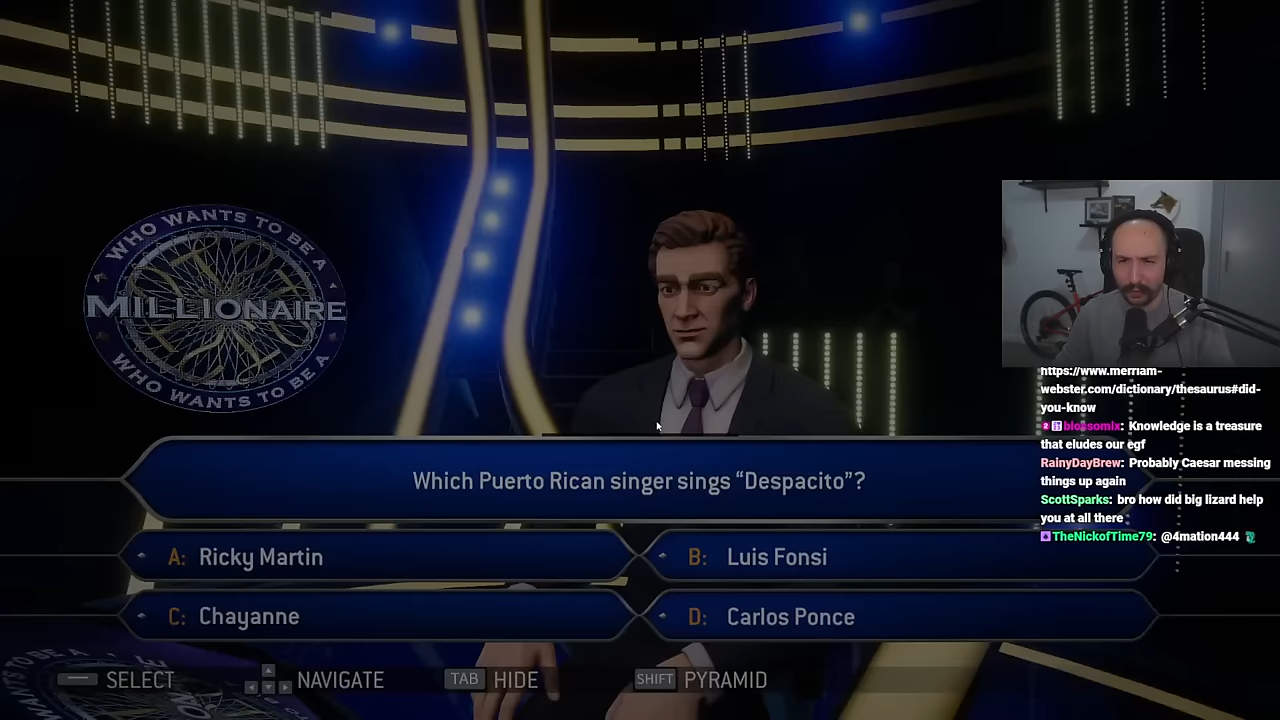 WHO WANTS TO BE A
MILLIONAIRE
WHO WANTS TO BE A
https://www.merriam-
webster.com/dictionary/thesaurus#did-
you-know
blossomix: Knowledge is a treasure
that eludes our egf
RainyDayBrew: Probably Caesar messing
things up again
ScottSparks: bro how did big lizard help
you at all there
TheNickofTime79: @4mation444
Which Puerto Rican singer sings “Despacito”?
A: Ricky Martin
B: Luis Fonsi
C: Chayanne
D: Carlos Ponce
SELECT
NAVIGATE
TAB HIDE
SHIFT PYRAMID